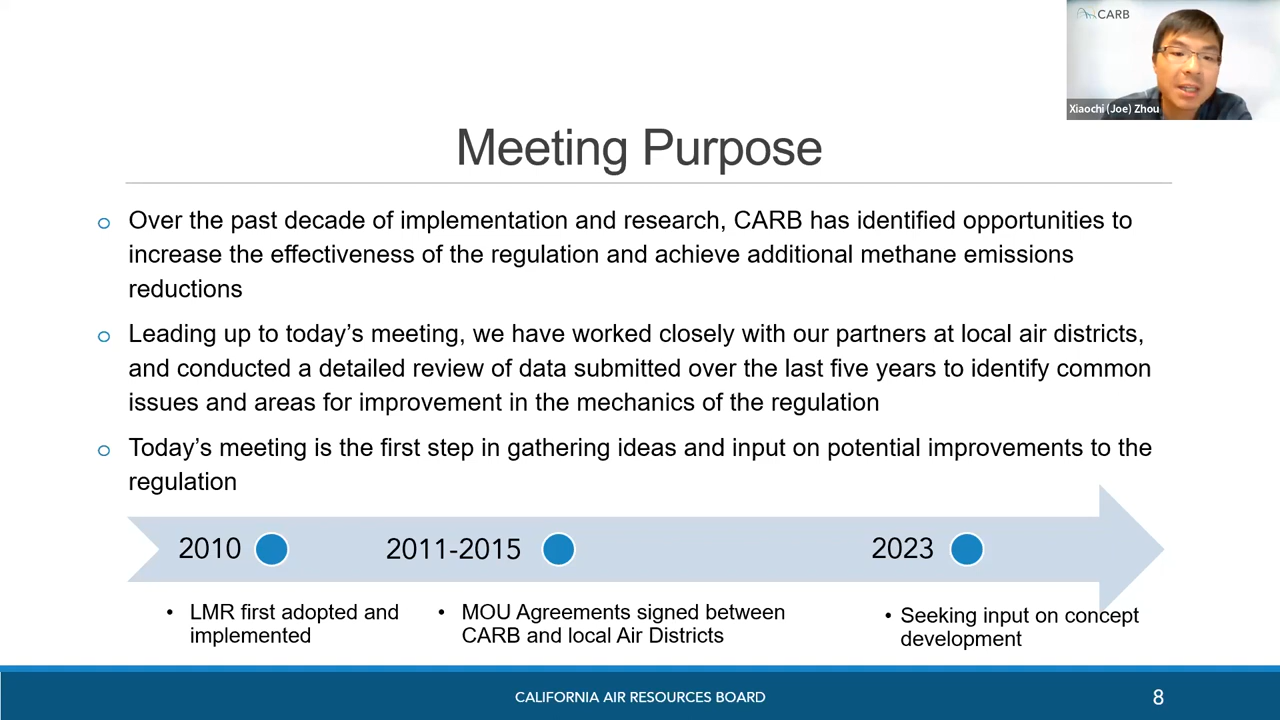 CARB
Xiaochi (Joe) Zhou
Meeting Purpose
o Over the past decade of implementation and research, CARB has identified opportunities to
increase the effectiveness of the regulation and achieve additional methane emissions
reductions
o Leading up to today’s meeting, we have worked closely with our partners at local air districts,
and conducted a detailed review of data submitted over the last five years to identify common
issues and areas for improvement in the mechanics of the regulation
o Today’s meeting is the first step in gathering ideas and input on potential improvements to the
regulation
2010
2011-2015
2023
• LMR first adopted and
implemented
• MOU Agreements signed between
CARB and local Air Districts
• Seeking input on concept
development
CALIFORNIA AIR RESOURCES BOARD
8